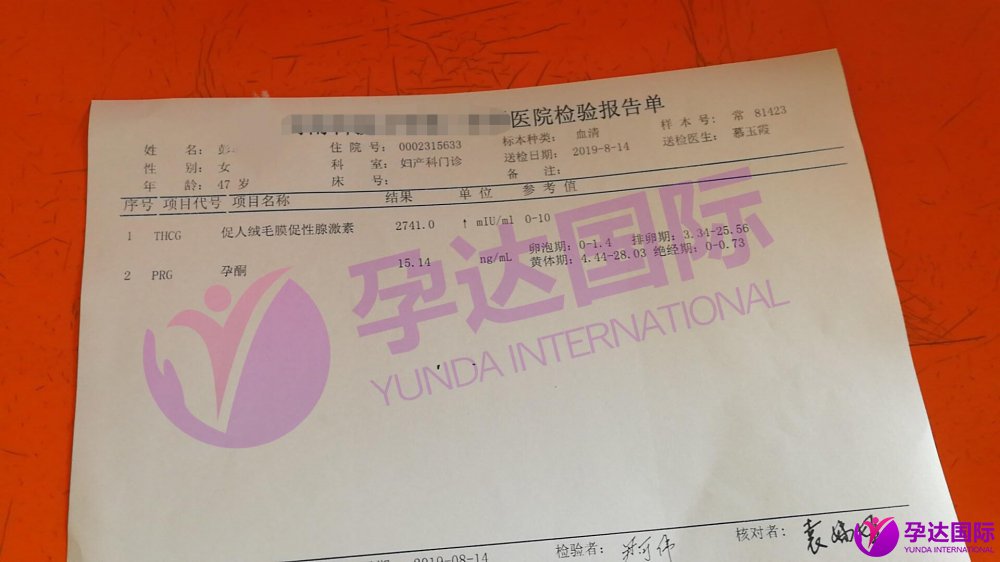 医院检验报告单
姓 名: 彭 住 院 号: 0002315633 标本种类: 血清 样 本 号: 常 81423
性 别: 女 科 室: 妇产科门诊 送检日期: 2019-8-14 送检医生: 慕玉霞
年 龄: 47 岁 床 号: 备 注:
序号 项目代号 项目名称 结果 单 位 参 考 值
1 THCG 促人绒毛膜促性腺激素 2741.0 ↑ mIU/ml 0-10
2 PRG 孕酮 15.14 ng/mL 卵泡期: 0-1.4 排卵期: 3.34-25.56
黄体期: 4.44-28.03 绝经期: 0-0.73
孕达国际
YUNDA INTERNATIONAL
2019-08-14 检验者: 核对者:
孕达国际
YUNDA INTERNATIONAL